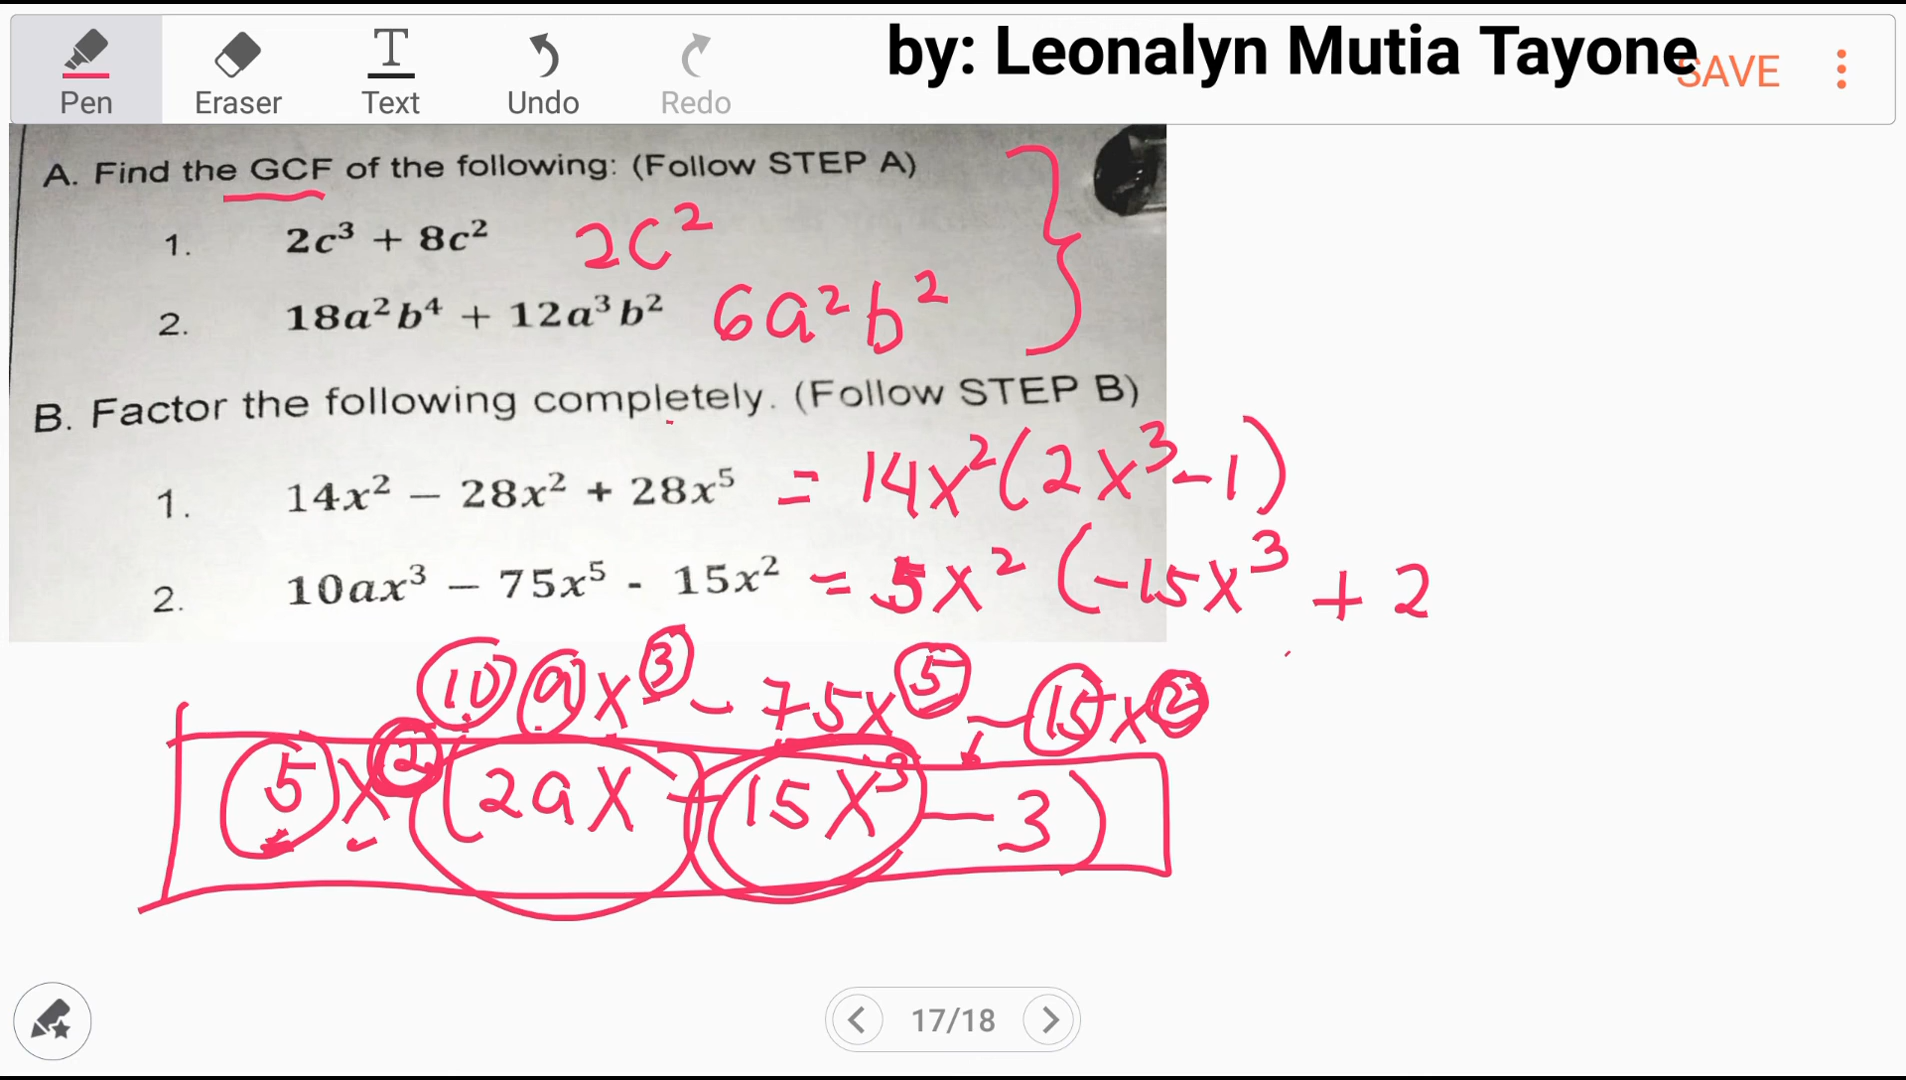 by: Leonalyn Mutia Tayone
Pen Eraser Text Undo Redo SAVE
A. Find the GCF of the following: (Follow STEP A)
1. 2c³ + 8c² 2c²
2. 18a²b⁴ + 12a³b² 6a²b²
B. Factor the following completely. (Follow STEP B)
1. 14x² – 28x² + 28x⁵ = 14x²(2x³-1)
2. 10ax³ – 75x⁵ - 15x² = 5x² (-15x³ + 2
10ax³ - 75x⁵ - 15x²
5x²(2ax - 15x³ - 3)
17/18